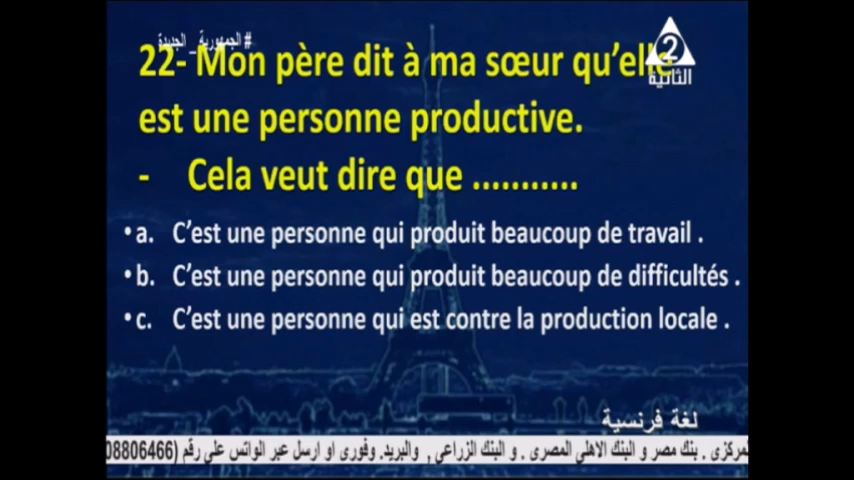 #الجمهورية_الجديدة
2
الثانية
22- Mon père dit à ma sœur qu'elle
est une personne productive.
- Cela veut dire que ...........
• a. C'est une personne qui produit beaucoup de travail .
• b. C'est une personne qui produit beaucoup de difficultés .
• c. C'est une personne qui est contre la production locale .
لغة فرنسية
المركزى . بنك مصر و البنك الاهلي المصرى . و البنك الزراعي , والبريد. وفورى او ارسل عبر الواتس علي رقم (08806466